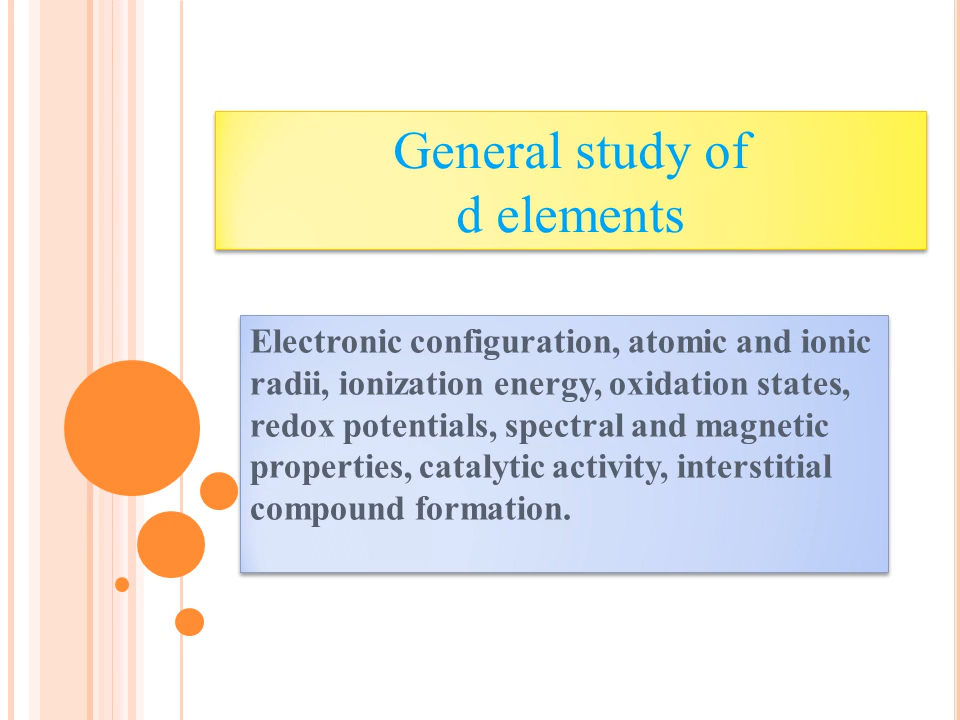 General study of
d elements
Electronic configuration, atomic and ionic
radii, ionization energy, oxidation states,
redox potentials, spectral and magnetic
properties, catalytic activity, interstitial
compound formation.